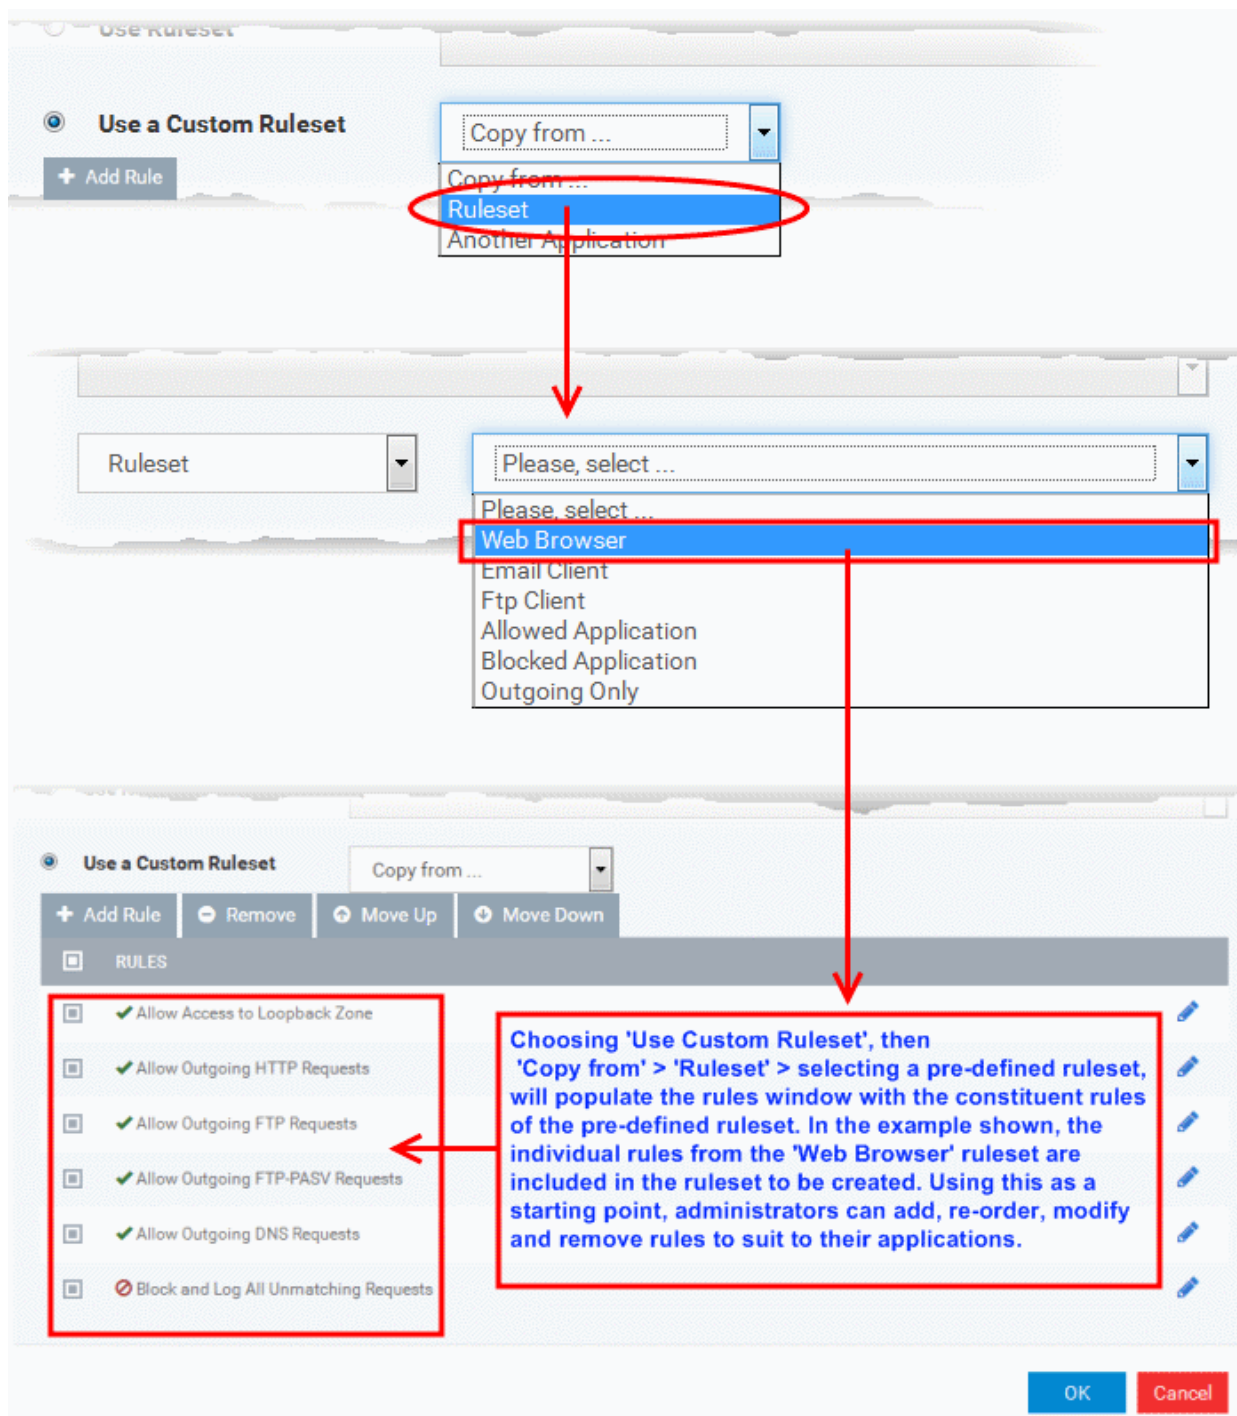 Use Ruleset
Use a Custom Ruleset
Copy from ...
Add Rule
Copy from ...
Ruleset
Another Application
Ruleset
Please, select ...
Please, select ...
Web Browser
Email Client
Ftp Client
Allowed Application
Blocked Application
Outgoing Only
Use a Custom Ruleset
Copy from ...
Add Rule
Remove
Move Up
Move Down
RULES
Allow Access to Loopback Zone
Allow Outgoing HTTP Requests
Allow Outgoing FTP Requests
Allow Outgoing FTP-PASV Requests
Allow Outgoing DNS Requests
Block and Log All Unmatching Requests
Choosing 'Use Custom Ruleset', then
'Copy from' > 'Ruleset' > selecting a pre-defined ruleset,
will populate the rules window with the constituent rules
of the pre-defined ruleset. In the example shown, the
individual rules from the 'Web Browser' ruleset are
included in the ruleset to be created. Using this as a
starting point, administrators can add, re-order, modify
and remove rules to suit to their applications.
OK
Cancel